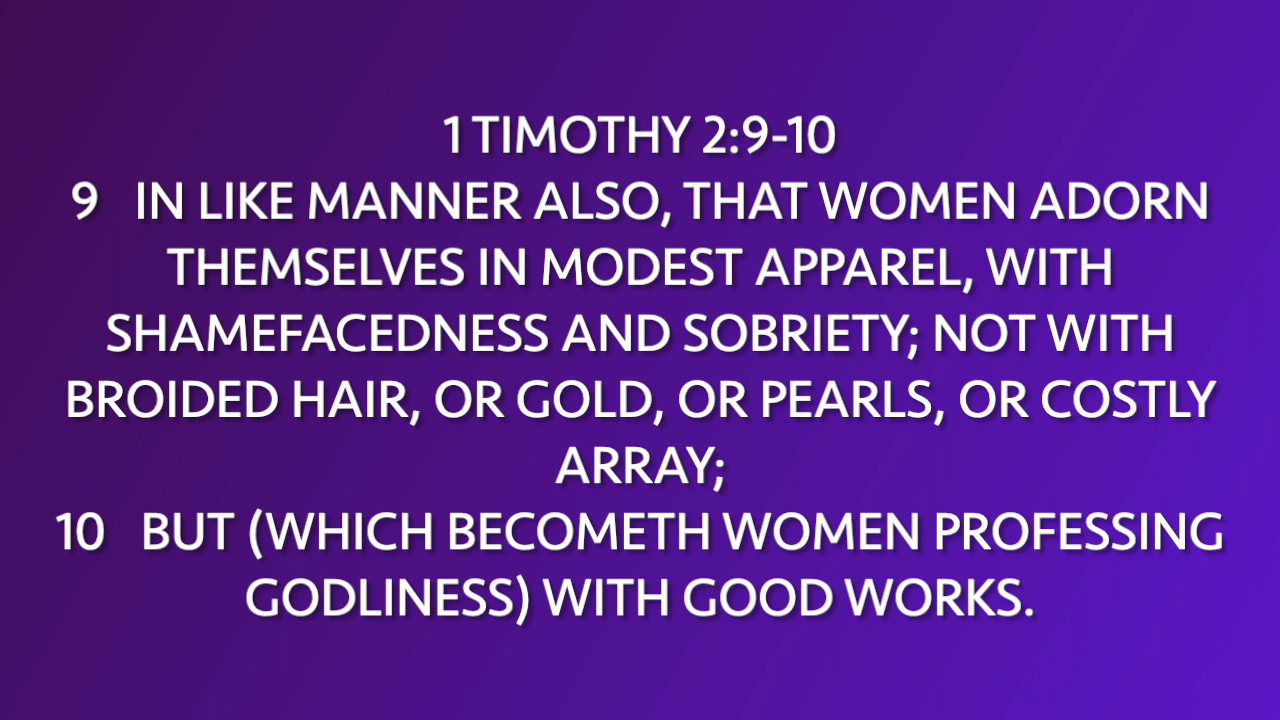 1 TIMOTHY 2:9-10
9 IN LIKE MANNER ALSO, THAT WOMEN ADORN
THEMSELVES IN MODEST APPAREL, WITH
SHAMEFACEDNESS AND SOBRIETY; NOT WITH
BROIDED HAIR, OR GOLD, OR PEARLS, OR COSTLY
ARRAY;
10 BUT (WHICH BECOMETH WOMEN PROFESSING
GODLINESS) WITH GOOD WORKS.